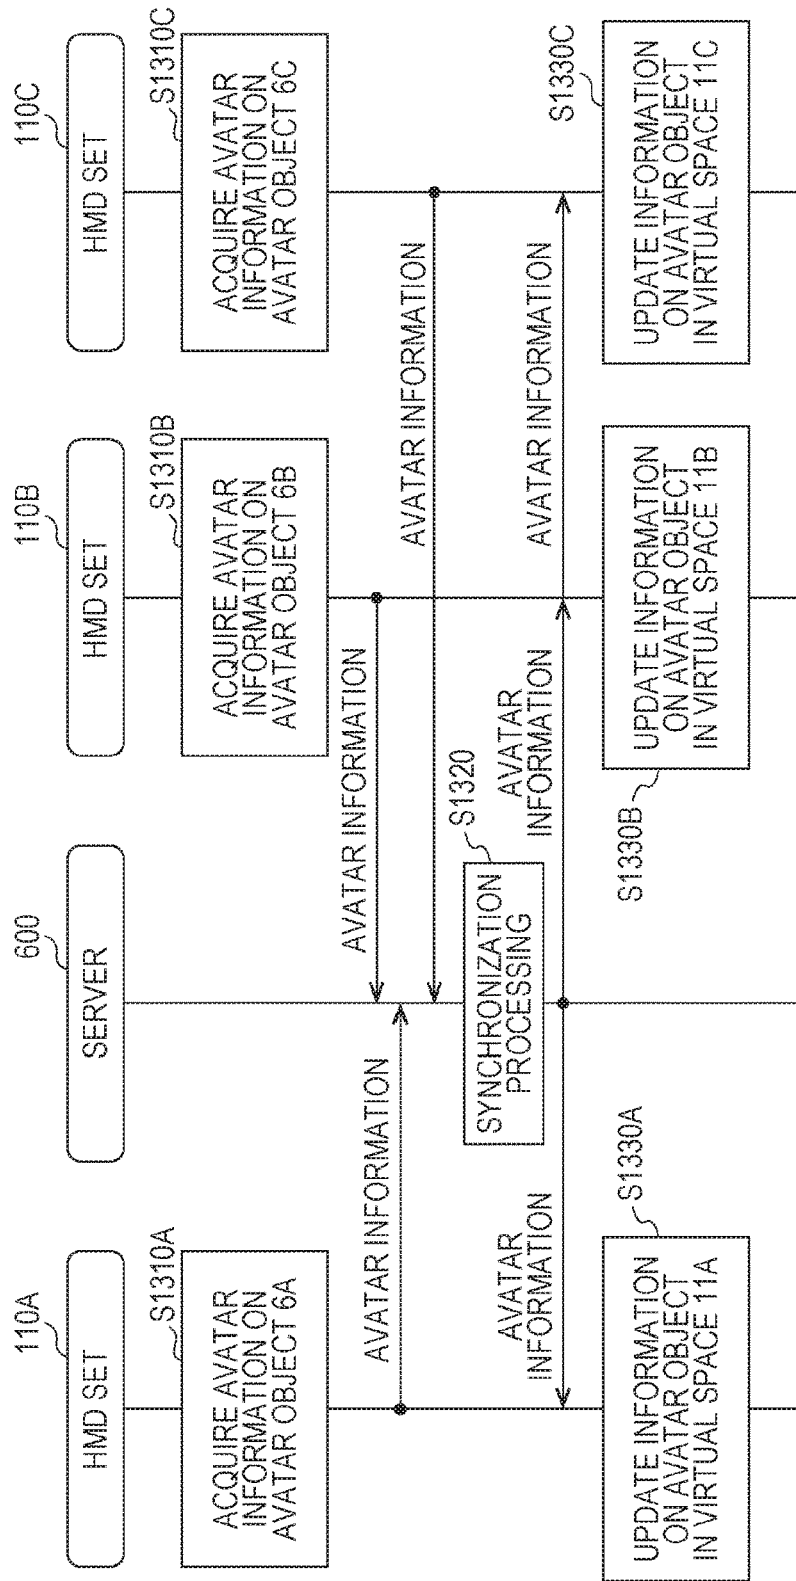 110A
HMD SET
600
SERVER
110B
HMD SET
110C
HMD SET
S1310A
ACQUIRE AVATAR
INFORMATION ON
AVATAR OBJECT 6A
S1310B
ACQUIRE AVATAR
INFORMATION ON
AVATAR OBJECT 6B
S1310C
ACQUIRE AVATAR
INFORMATION ON
AVATAR OBJECT 6C
AVATAR INFORMATION
AVATAR INFORMATION
AVATAR INFORMATION
S1320
SYNCHRONIZATION
PROCESSING
AVATAR
INFORMATION
AVATAR
INFORMATION
AVATAR INFORMATION
S1330A
UPDATE INFORMATION
ON AVATAR OBJECT
IN VIRTUAL SPACE 11A
S1330B
UPDATE INFORMATION
ON AVATAR OBJECT
IN VIRTUAL SPACE 11B
S1330C
UPDATE INFORMATION
ON AVATAR OBJECT
IN VIRTUAL SPACE 11C